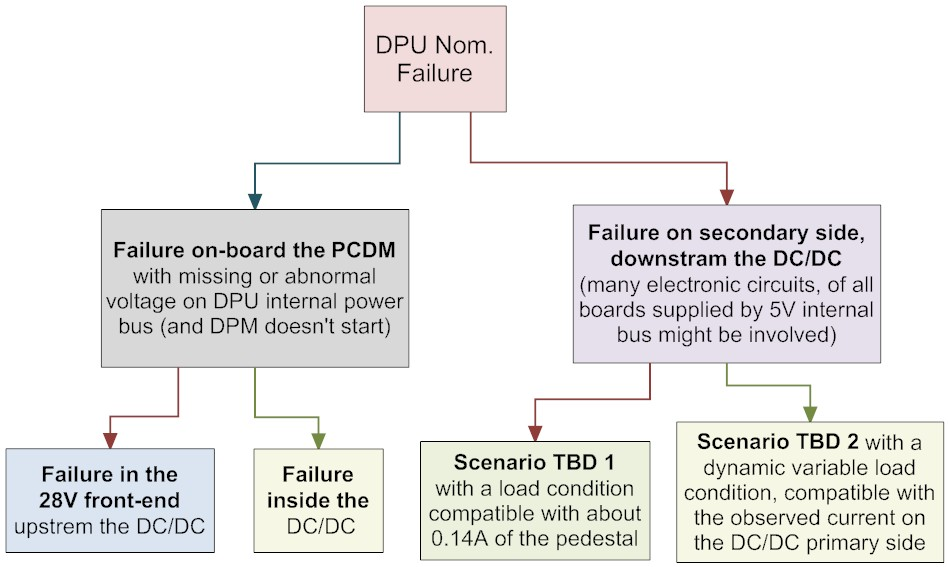 DPU Nom.
Failure
Failure on-board the PCDM
with missing or abnormal
voltage on DPU internal power
bus (and DPM doesn't start)
Failure on secondary side,
downstram the DC/DC
(many electronic circuits, of all
boards supplied by 5V internal
bus might be involved)
Failure in the
28V front-end
upstrem the DC/DC
Failure
inside the
DC/DC
Scenario TBD 1
with a load condition
compatible with about
0.14A of the pedestal
Scenario TBD 2 with a
dynamic variable load
condition, compatible with
the observed current on
the DC/DC primary side